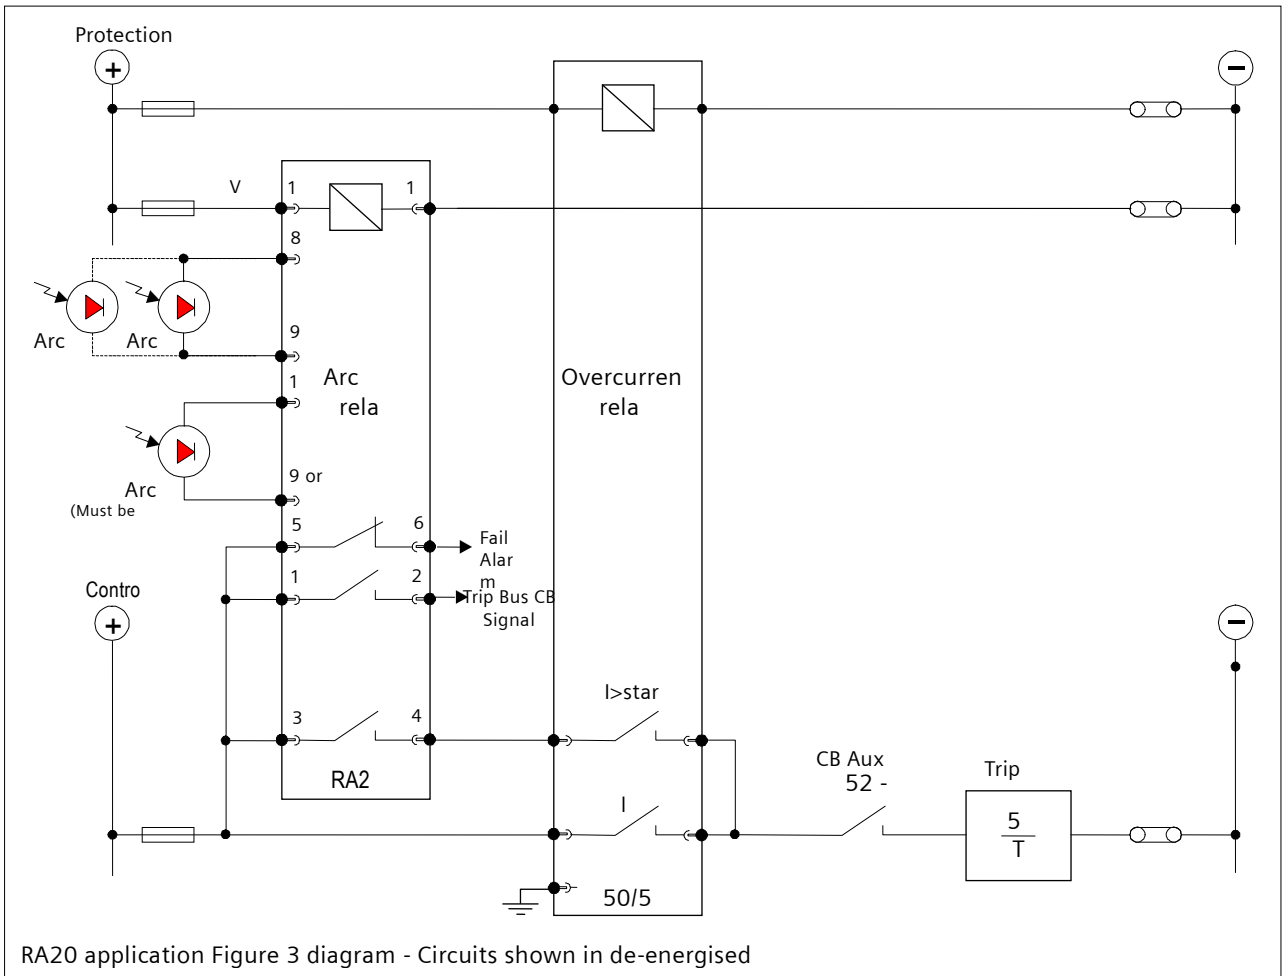 Protection
+
−
V
1
1
8
Arc
Arc
9
1
Arc
rela
Overcurren
rela
9 or
Arc
(Must be
5
6
Fail
Alar
m
1
2
Trip Bus CB
Signal
Contro
+
−
I>star
3
4
RA2
CB Aux
52 -
Trip
I
5
T
50/5
RA20 application Figure 3 diagram - Circuits shown in de-energised